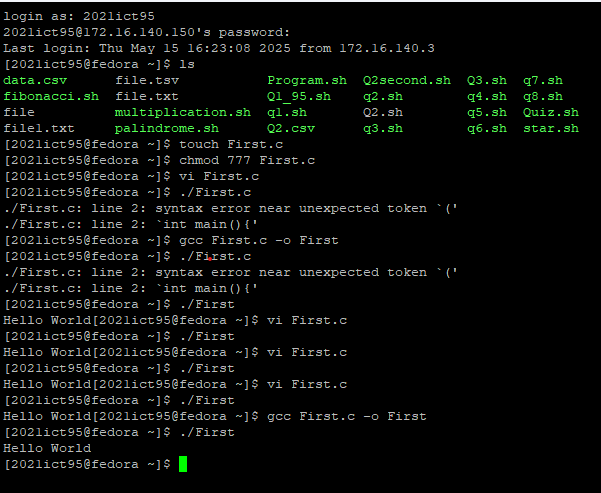 login as: 2021ict95
2021ict95@172.16.140.150's password:
Last login: Thu May 15 16:23:08 2025 from 172.16.140.3
[2021ict95@fedora ~]$ ls
data.csv      file.tsv           Program.sh  Q2second.sh  Q3.sh  q7.sh
fibonacci.sh  file.txt           Q1_95.sh    q2.sh        q4.sh  q8.sh
file          multiplication.sh  q1.sh       Q2.sh        q5.sh  Quiz.sh
file1.txt     palindrome.sh      Q2.csv      q3.sh        q6.sh  star.sh
[2021ict95@fedora ~]$ touch First.c
[2021ict95@fedora ~]$ chmod 777 First.c
[2021ict95@fedora ~]$ vi First.c
[2021ict95@fedora ~]$ ./First.c
./First.c: line 2: syntax error near unexpected token `('
./First.c: line 2: `int main(){'
[2021ict95@fedora ~]$ gcc First.c -o First
[2021ict95@fedora ~]$ ./First.c
./First.c: line 2: syntax error near unexpected token `('
./First.c: line 2: `int main(){'
[2021ict95@fedora ~]$ ./First
Hello World[2021ict95@fedora ~]$ vi First.c
[2021ict95@fedora ~]$ ./First
Hello World[2021ict95@fedora ~]$ vi First.c
[2021ict95@fedora ~]$ ./First
Hello World[2021ict95@fedora ~]$ vi First.c
[2021ict95@fedora ~]$ ./First
Hello World[2021ict95@fedora ~]$ gcc First.c -o First
[2021ict95@fedora ~]$ ./First
Hello World
[2021ict95@fedora ~]$